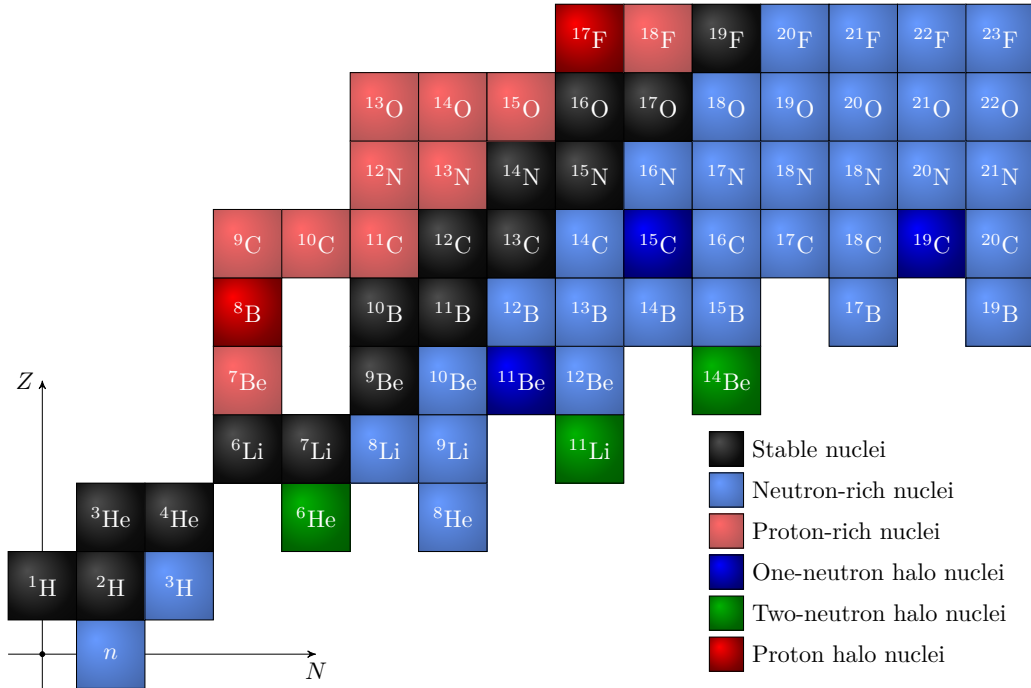 ¹⁷F ¹⁸F ¹⁹F ²⁰F ²¹F ²²F ²³F
¹³O ¹⁴O ¹⁵O ¹⁶O ¹⁷O ¹⁸O ¹⁹O ²⁰O ²¹O ²²O
¹²N ¹³N ¹⁴N ¹⁵N ¹⁶N ¹⁷N ¹⁸N ¹⁸N ²⁰N ²¹N
⁹C ¹⁰C ¹¹C ¹²C ¹³C ¹⁴C ¹⁵C ¹⁶C ¹⁷C ¹⁸C ¹⁹C ²⁰C
⁸B ¹⁰B ¹¹B ¹²B ¹³B ¹⁴B ¹⁵B ¹⁷B ¹⁹B
Z ⁷Be ⁹Be ¹⁰Be ¹¹Be ¹²Be ¹⁴Be
⁶Li ⁷Li ⁸Li ⁹Li ¹¹Li
³He ⁴He ⁶He ⁸He
¹H ²H ³H
n N
Stable nuclei
Neutron-rich nuclei
Proton-rich nuclei
One-neutron halo nuclei
Two-neutron halo nuclei
Proton halo nuclei